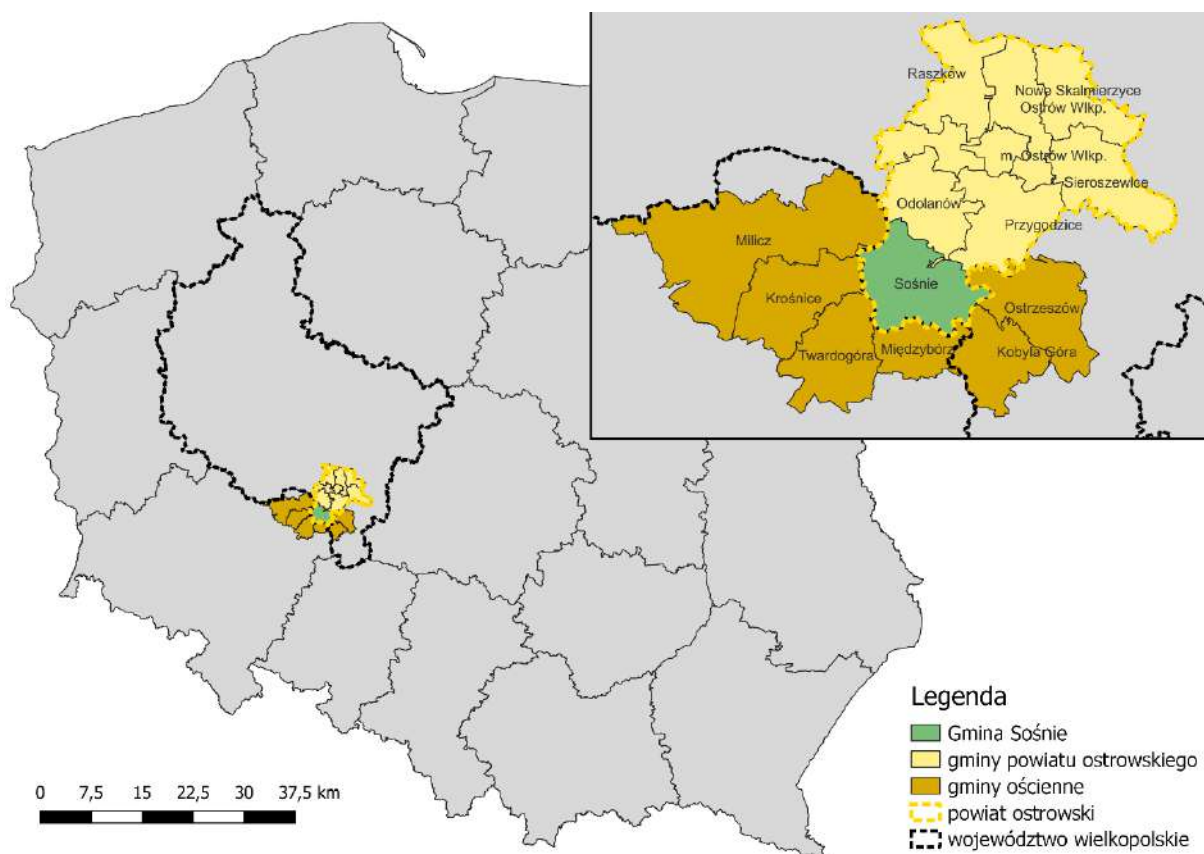 Raszków
Nowe Skalmierzyce
Ostrów Wlkp.
m. Ostrów Wlkp.
Sieroszewice
Odolanów
Przygodzice
Milicz
Sośnie
Krośnice
Ostrzeszów
Twardogóra
Międzybórz
Kobyla Góra
Legenda
Gmina Sośnie
gminy powiatu ostrowskiego
gminy ościenne
powiat ostrowski
województwo wielkopolskie
0 7,5 15 22,5 30 37,5 km